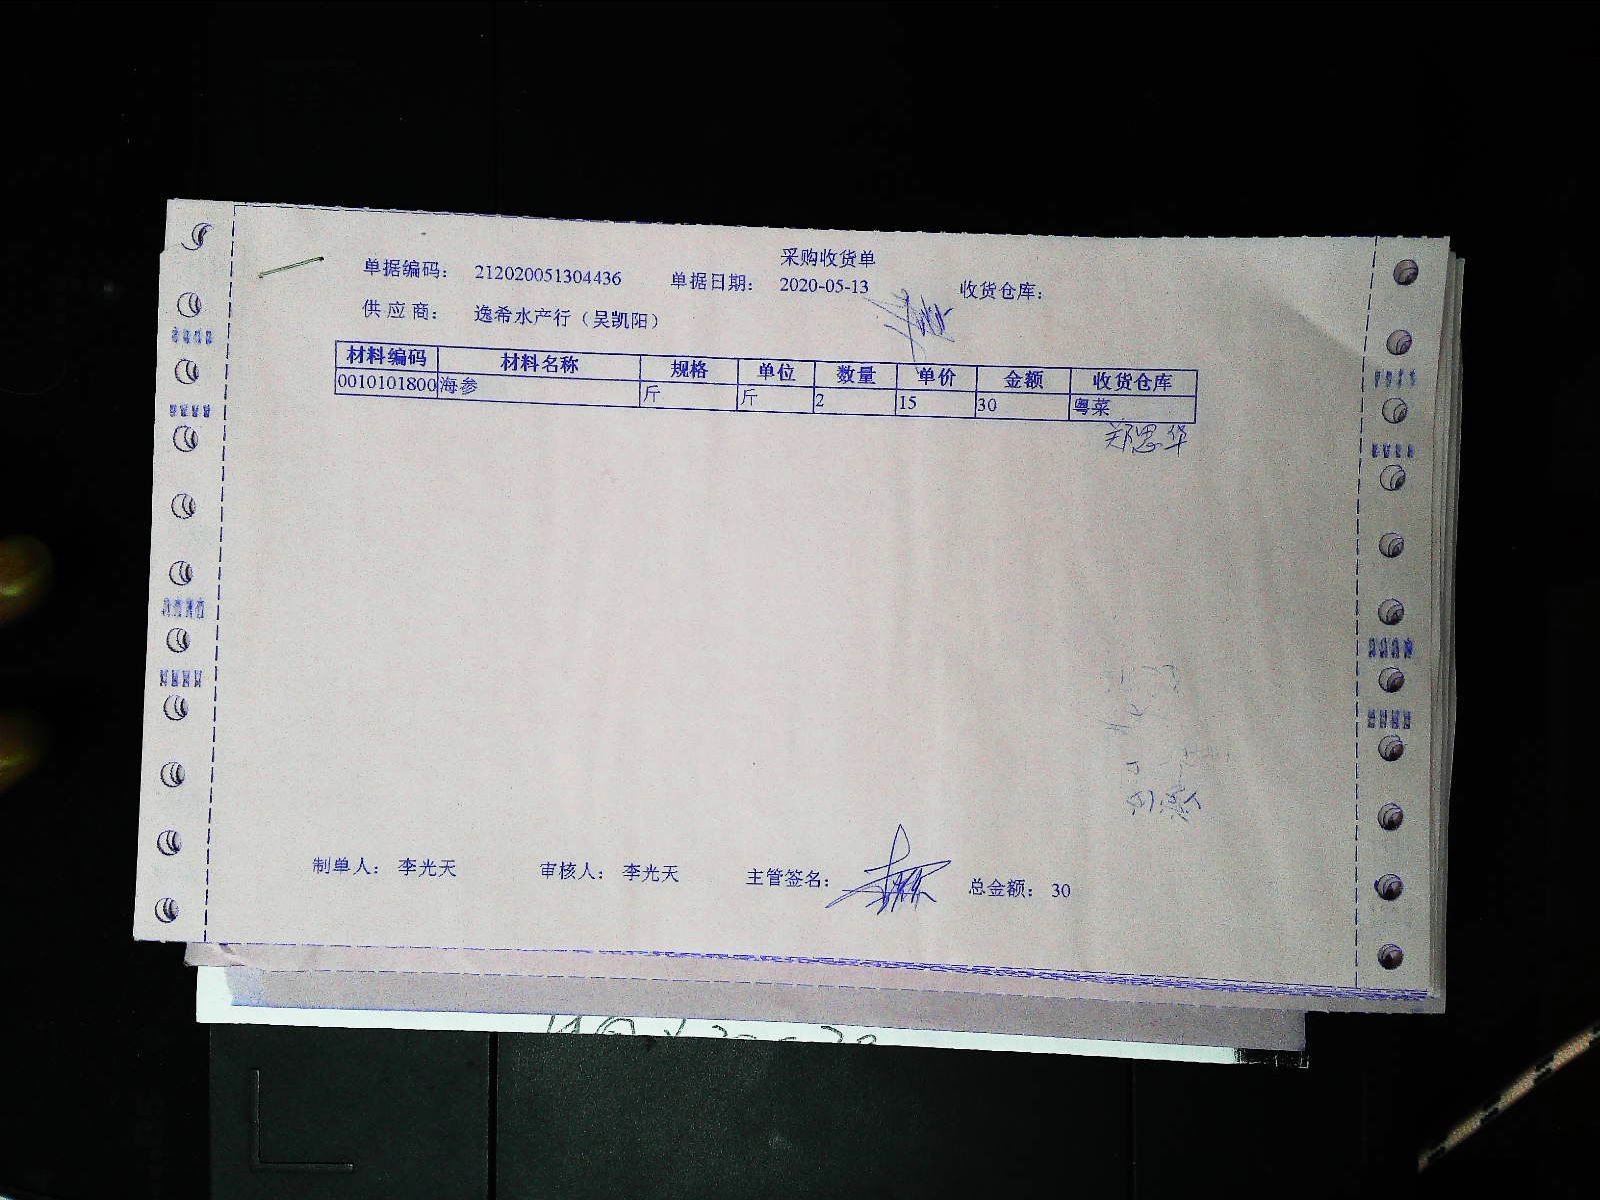 采购收货单
单据编码： 212020051304436 单据日期： 2020-05-13 收货仓库：
供 应 商： 逸希水产行（吴凯阳）
材料编码 材料名称 规格 单位 数量 单价 金额 收货仓库
0010101800 海参 斤 斤 2 15 30 粤菜
郑思华
制单人： 李光天 审核人： 李光天 主管签名： 总金额： 30